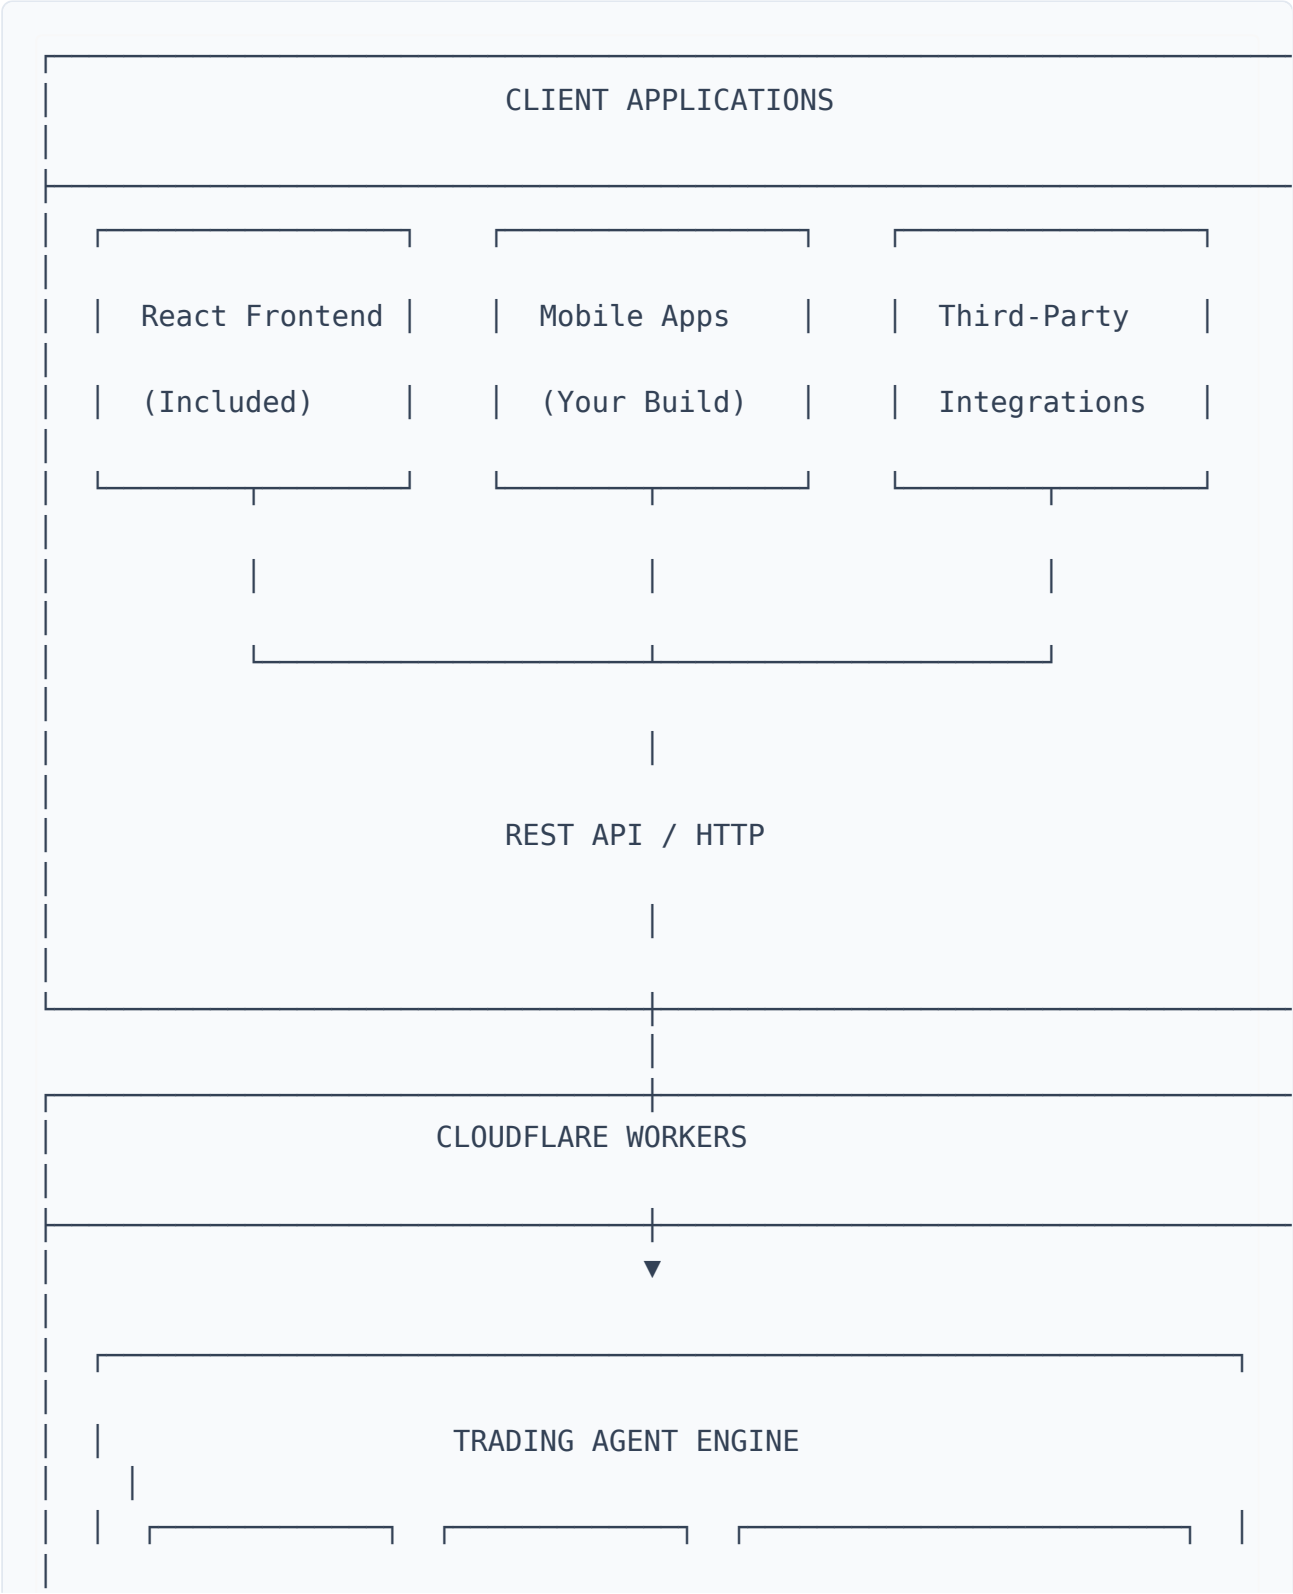 CLIENT APPLICATIONS
React Frontend Mobile Apps Third-Party
(Included) (Your Build) Integrations
REST API / HTTP
CLOUDFLARE WORKERS
▼
TRADING AGENT ENGINE